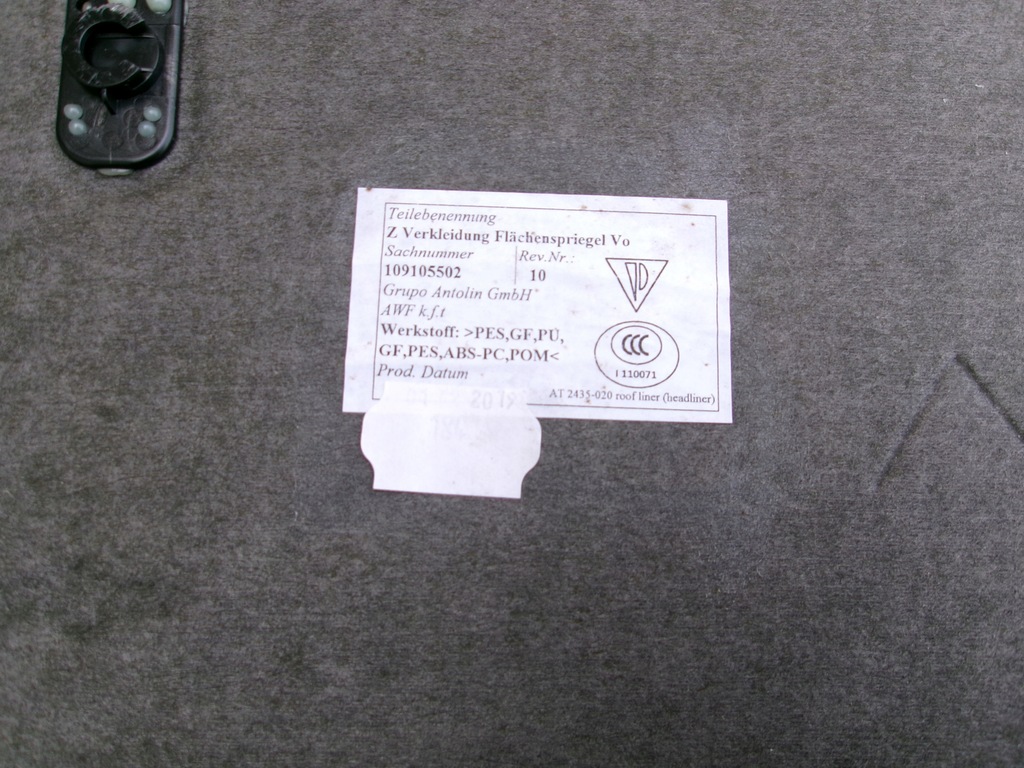 Teilebenennung
Z Verkleidung Flächenspriegel Vo
Sachnummer Rev.Nr.:
109105502 10
Grupo Antolin GmbH
AWF k.f.t
Werkstoff: >PES,GF,PU,
GF,PES,ABS-PC,POM<
Prod. Datum
CCC
I 110071
AT 2435-020 roof liner (headliner)